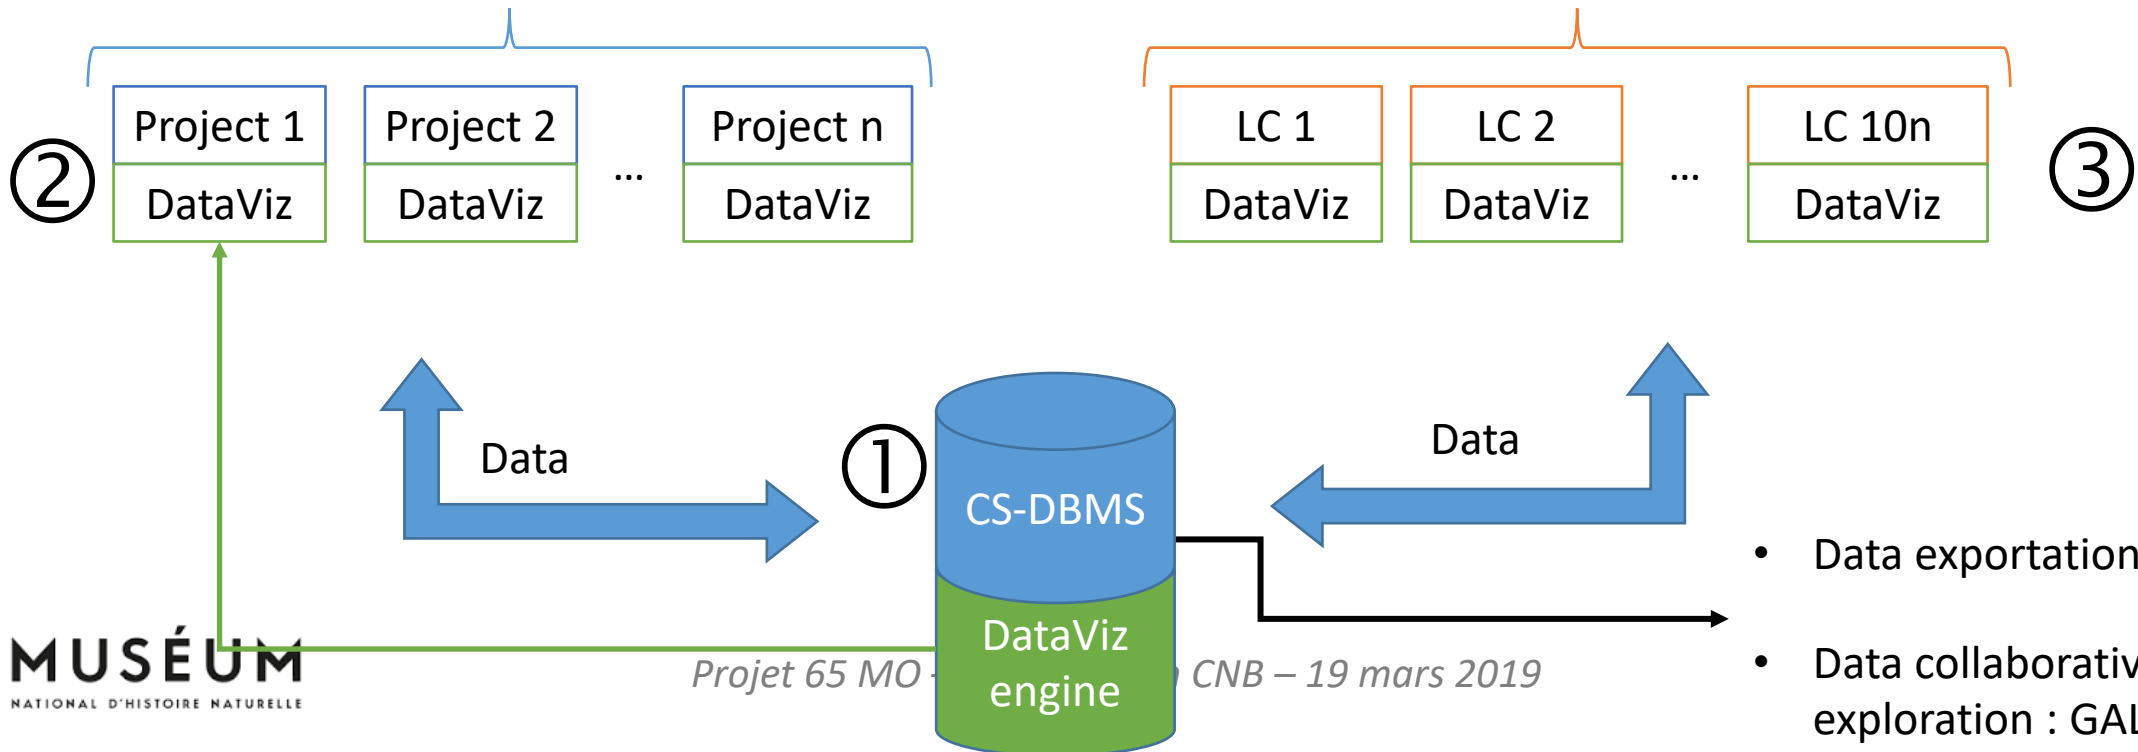 Project 1
DataViz
Project 2
DataViz
...
Project n
DataViz
LC 1
DataViz
LC 2
DataViz
...
LC 10n
DataViz
②
③
Data
①
CS-DBMS
Data
DataViz
engine
• Data exportation
• Data
exploration :
MUSÉUM
NATIONAL D'HISTOIRE NATURELLE
Projet 65 MO - CNB – 19 mars 2019